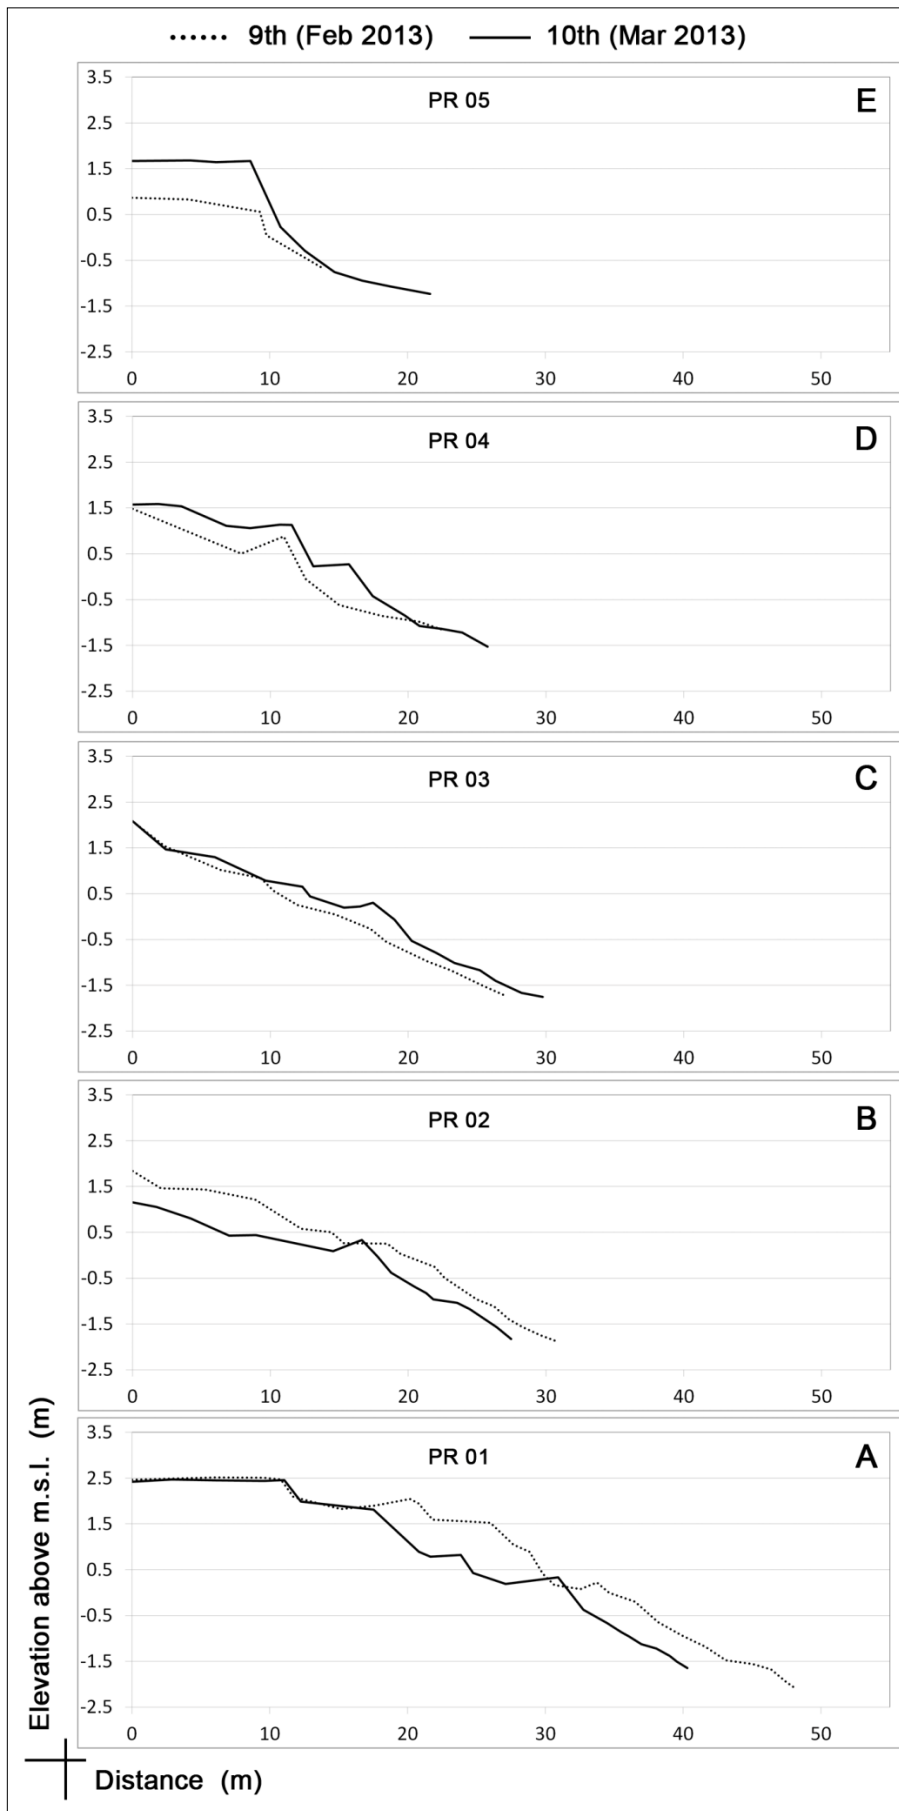 9th (Feb 2013) 10th (Mar 2013)
PR 05 E
3.5
2.5
1.5
0.5
-0.5
-1.5
-2.5
0 10 20 30 40 50
PR 04 D
3.5
2.5
1.5
0.5
-0.5
-1.5
-2.5
0 10 20 30 40 50
PR 03 C
3.5
2.5
1.5
0.5
-0.5
-1.5
-2.5
0 10 20 30 40 50
PR 02 B
3.5
2.5
1.5
0.5
-0.5
-1.5
-2.5
0 10 20 30 40 50
PR 01 A
3.5
2.5
1.5
0.5
-0.5
-1.5
-2.5
0 10 20 30 40 50
Elevation above m.s.l. (m)
Distance (m)